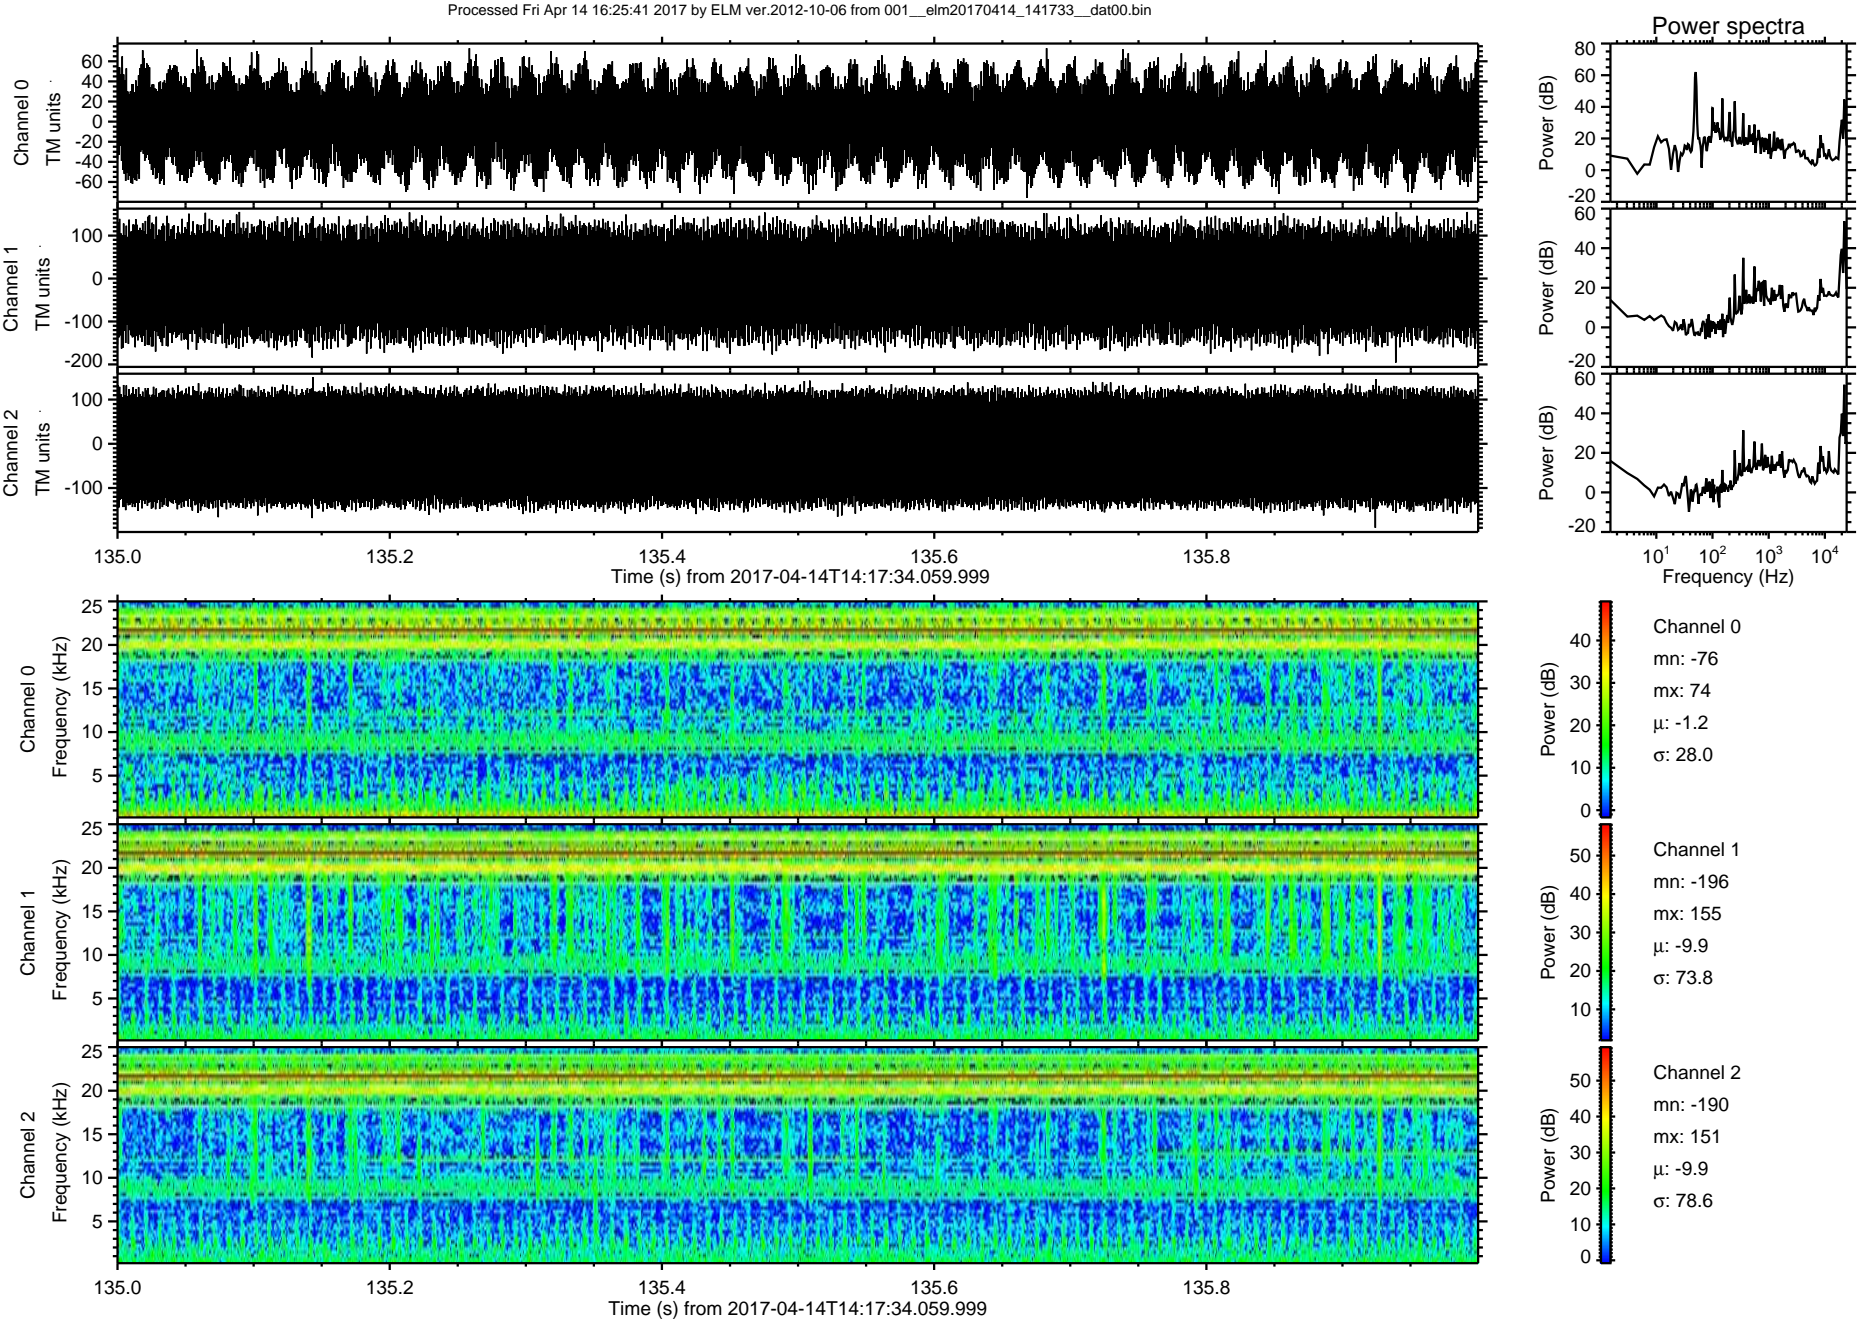 Processed Fri Apr 14 16:25:41 2017 by ELM ver.2012-10-06 from 001__elm20170414_141733__dat00.bin
Power spectra
Channel 0
TM units
60
40
20
0
-20
-40
-60
Power (dB)
80
60
40
20
0
-20
Channel 1
TM units
100
0
-100
-200
Power (dB)
60
40
20
0
-20
Channel 2
TM units
100
0
-100
Power (dB)
60
40
20
0
-20
135.0 135.2 135.4 135.6 135.8
Time (s) from 2017-04-14T14:17:34.059.999
10¹ 10² 10³ 10⁴
Frequency (Hz)
Channel 0
Frequency (kHz)
25
20
15
10
5
Power (dB)
40
30
20
10
0
Channel 0
mn: -76
mx: 74
μ: -1.2
σ: 28.0
Channel 1
Frequency (kHz)
25
20
15
10
5
Power (dB)
50
40
30
20
10
Channel 1
mn: -196
mx: 155
μ: -9.9
σ: 73.8
Channel 2
Frequency (kHz)
25
20
15
10
5
Power (dB)
50
40
30
20
10
0
Channel 2
mn: -190
mx: 151
μ: -9.9
σ: 78.6
135.0 135.2 135.4 135.6 135.8
Time (s) from 2017-04-14T14:17:34.059.999